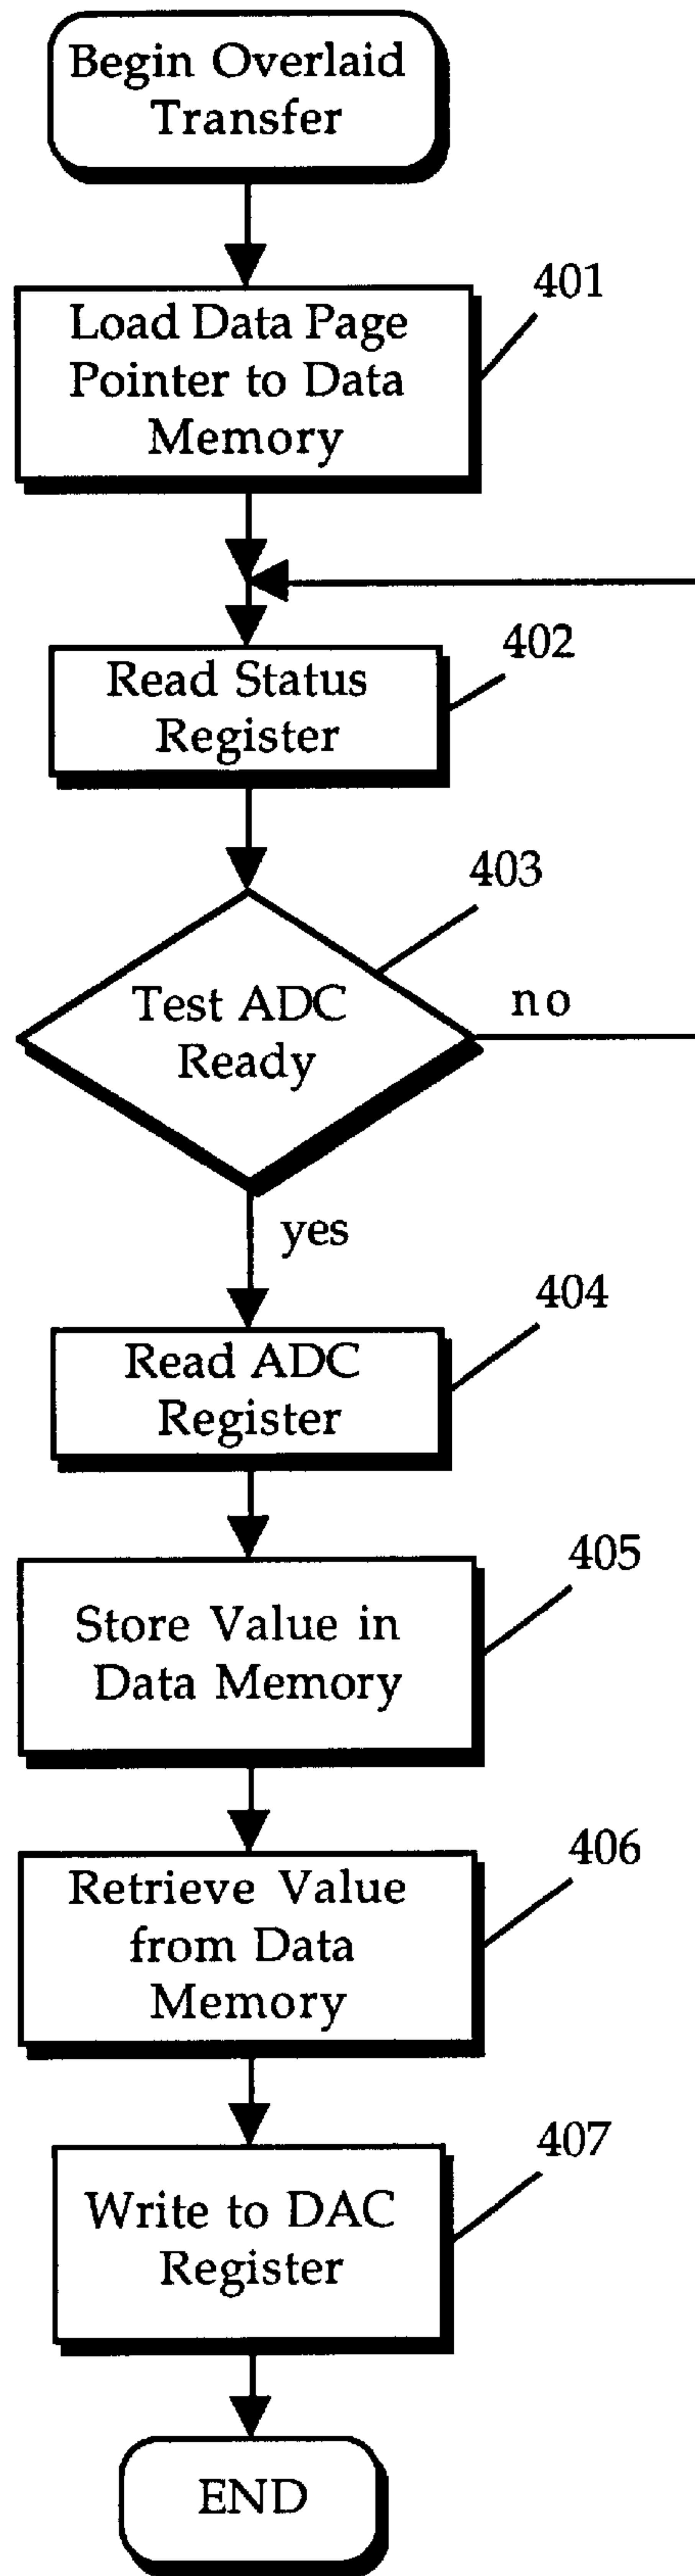 Begin Overlaid
Transfer
401
Load Data Page
Pointer to Data
Memory
402
Read Status
Register
403
Test ADC
Ready
no
yes
404
Read ADC
Register
405
Store Value in
Data Memory
406
Retrieve Value
from Data
Memory
407
Write to DAC
Register
END